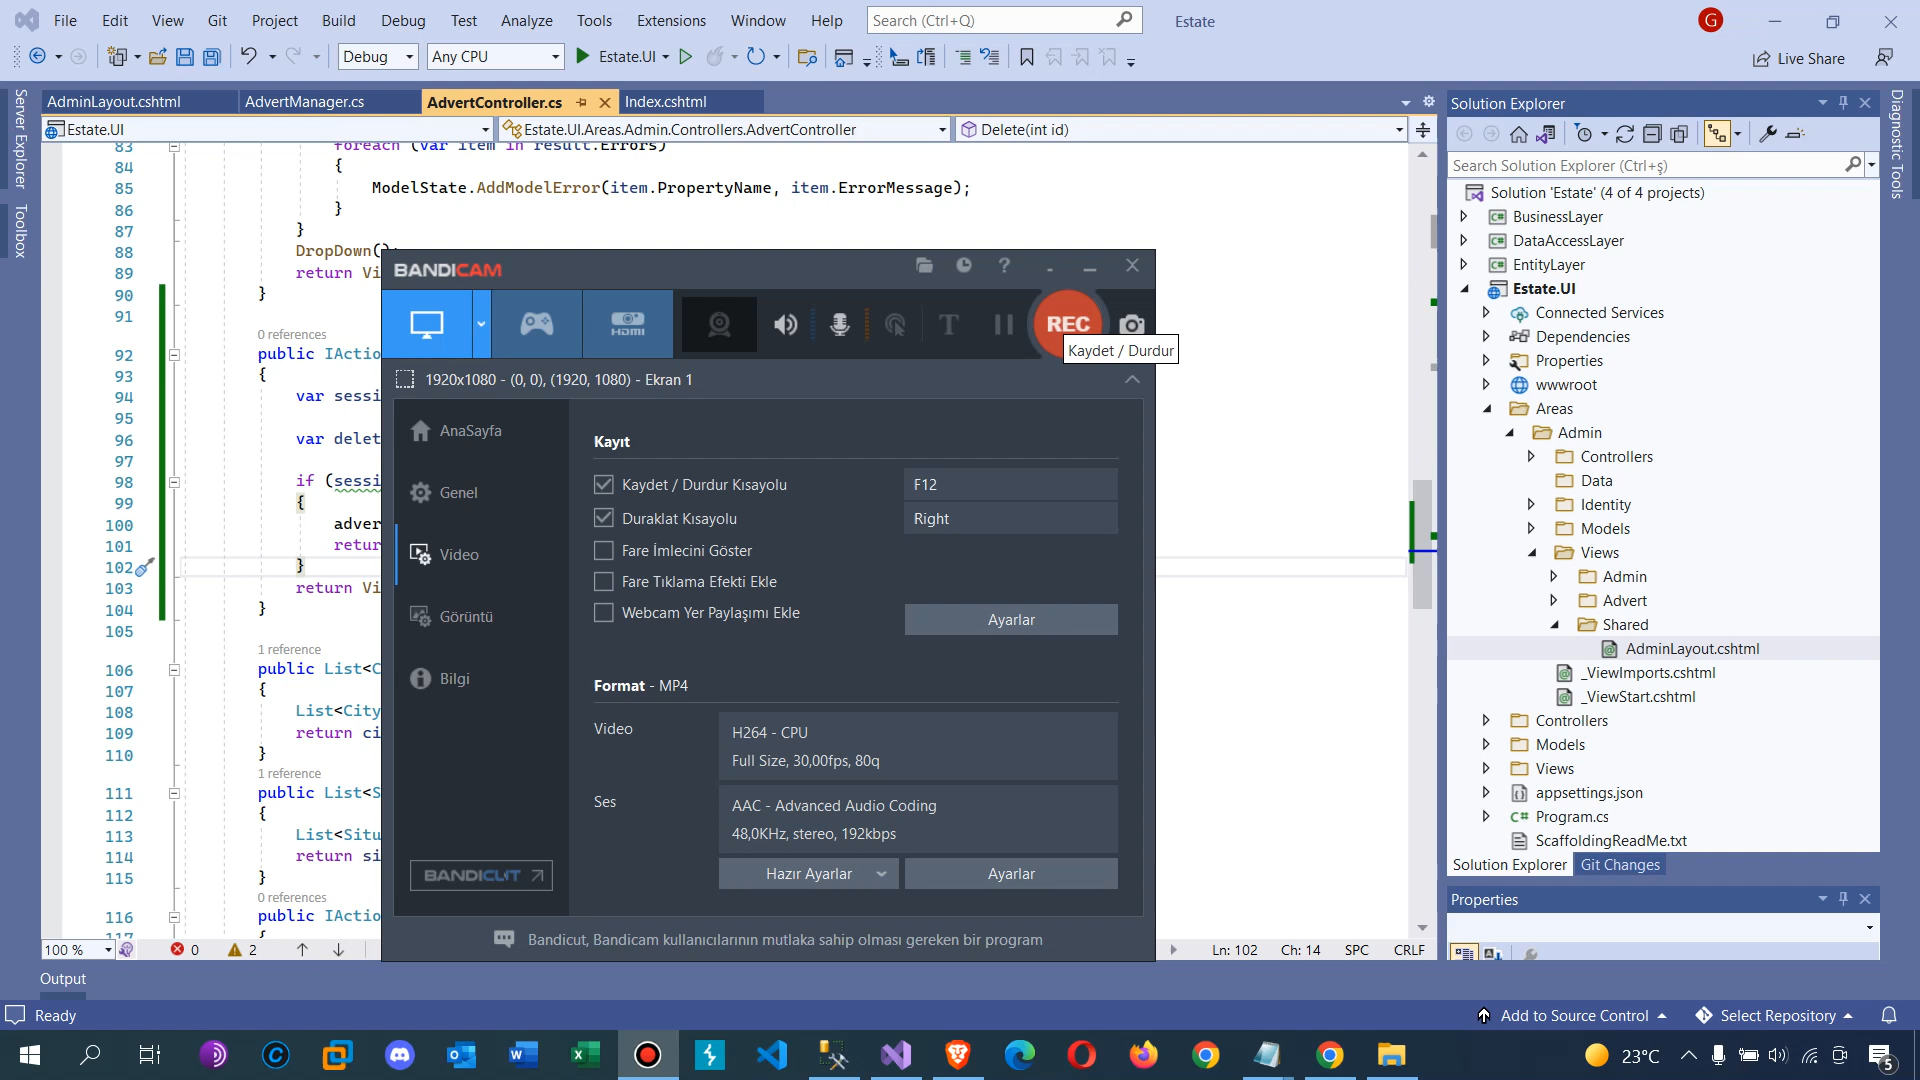 File Edit View Git Project Build Debug Test Analyze Tools Extensions Window Help Search (Ctrl+Q) Estate G
Debug Any CPU Estate.UI Live Share
Server Explorer
Toolbox
Diagnostic Tools
AdminLayout.cshtml AdvertManager.cs AdvertController.cs Index.cshtml
Estate.UI Estate.UI.Areas.Admin.Controllers.AdvertController Delete(int id)
83 foreach (var item in result.Errors)
84 {
85 ModelState.AddModelError(item.PropertyName, item.ErrorMessage);
86 }
87 }
88 DropDown();
89 return Vi
90 }
91
0 references
92 public IActio
93 {
94 var sessi
95
96 var delet
97
98 if (sessi
99 {
100 adver
101 retur
102 }
103 return Vi
104 }
105
1 reference
106 public List<C
107 {
108 List<City
109 return ci
110 }
1 reference
111 public List<S
112 {
113 List<Situ
114 return si
115 }
0 references
116 public IActio
117 {
100 % 0 2 Ln: 102 Ch: 14 SPC CRLF
Output
Ready Add to Source Control Select Repository
BANDICAM
HDMI T REC
Kaydet / Durdur
1920x1080 - (0, 0), (1920, 1080) - Ekran 1
AnaSayfa
Genel
Video
Görüntü
Bilgi
BANDICUT
Kayıt
Kaydet / Durdur Kısayolu F12
Duraklat Kısayolu Right
Fare İmlecini Göster
Fare Tıklama Efekti Ekle
Webcam Yer Paylaşımı Ekle Ayarlar
Format - MP4
Video H264 - CPU
Full Size, 30,00fps, 80q
Ses AAC - Advanced Audio Coding
48,0KHz, stereo, 192kbps
Hazır Ayarlar Ayarlar
Bandicut, Bandicam kullanıcılarının mutlaka sahip olması gereken bir program
Solution Explorer
Search Solution Explorer (Ctrl+ş)
Solution 'Estate' (4 of 4 projects)
BusinessLayer
DataAccessLayer
EntityLayer
Estate.UI
Connected Services
Dependencies
Properties
wwwroot
Areas
Admin
Controllers
Data
Identity
Models
Views
Admin
Advert
Shared
AdminLayout.cshtml
_ViewImports.cshtml
_ViewStart.cshtml
Controllers
Models
Views
appsettings.json
Program.cs
ScaffoldingReadMe.txt
Solution Explorer Git Changes
Properties
23°C 5